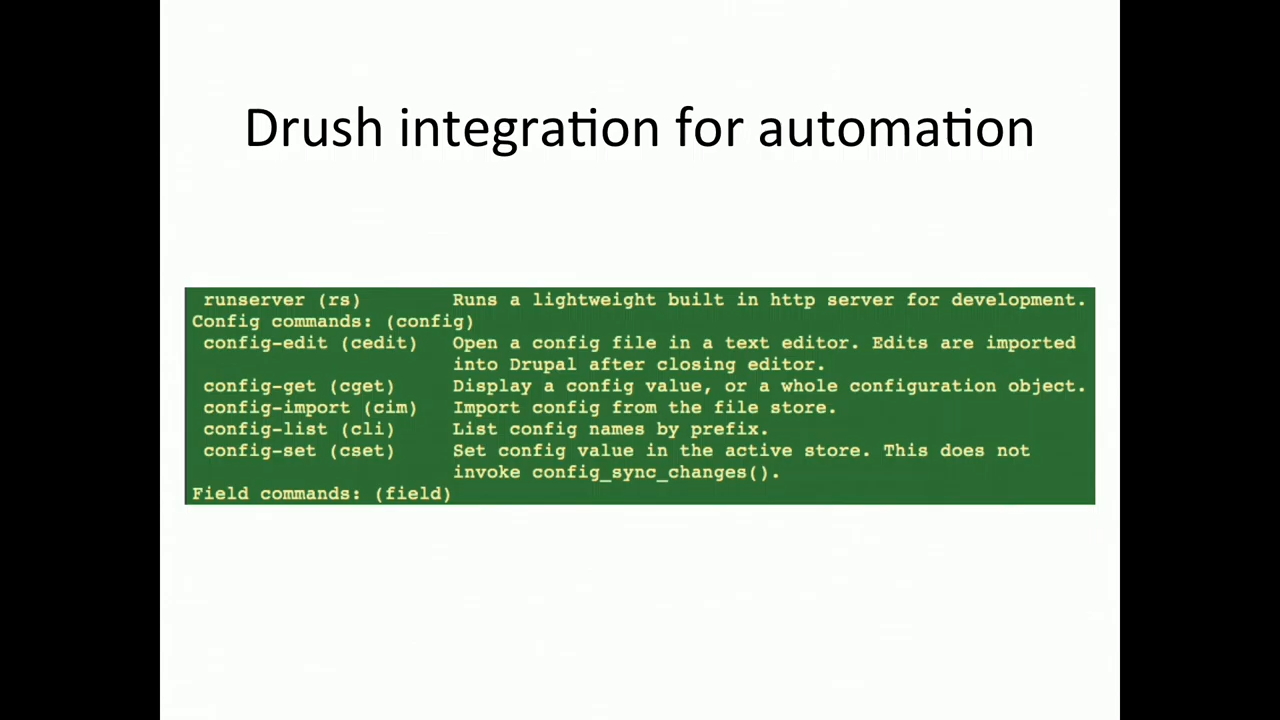 Drush integration for automation
runserver (rs) Runs a lightweight built in http server for development.
Config commands: (config)
config-edit (cedit) Open a config file in a text editor. Edits are imported
into Drupal after closing editor.
config-get (cget) Display a config value, or a whole configuration object.
config-import (cim) Import config from the file store.
config-list (cli) List config names by prefix.
config-set (cset) Set config value in the active store. This does not
invoke config_sync_changes().
Field commands: (field)